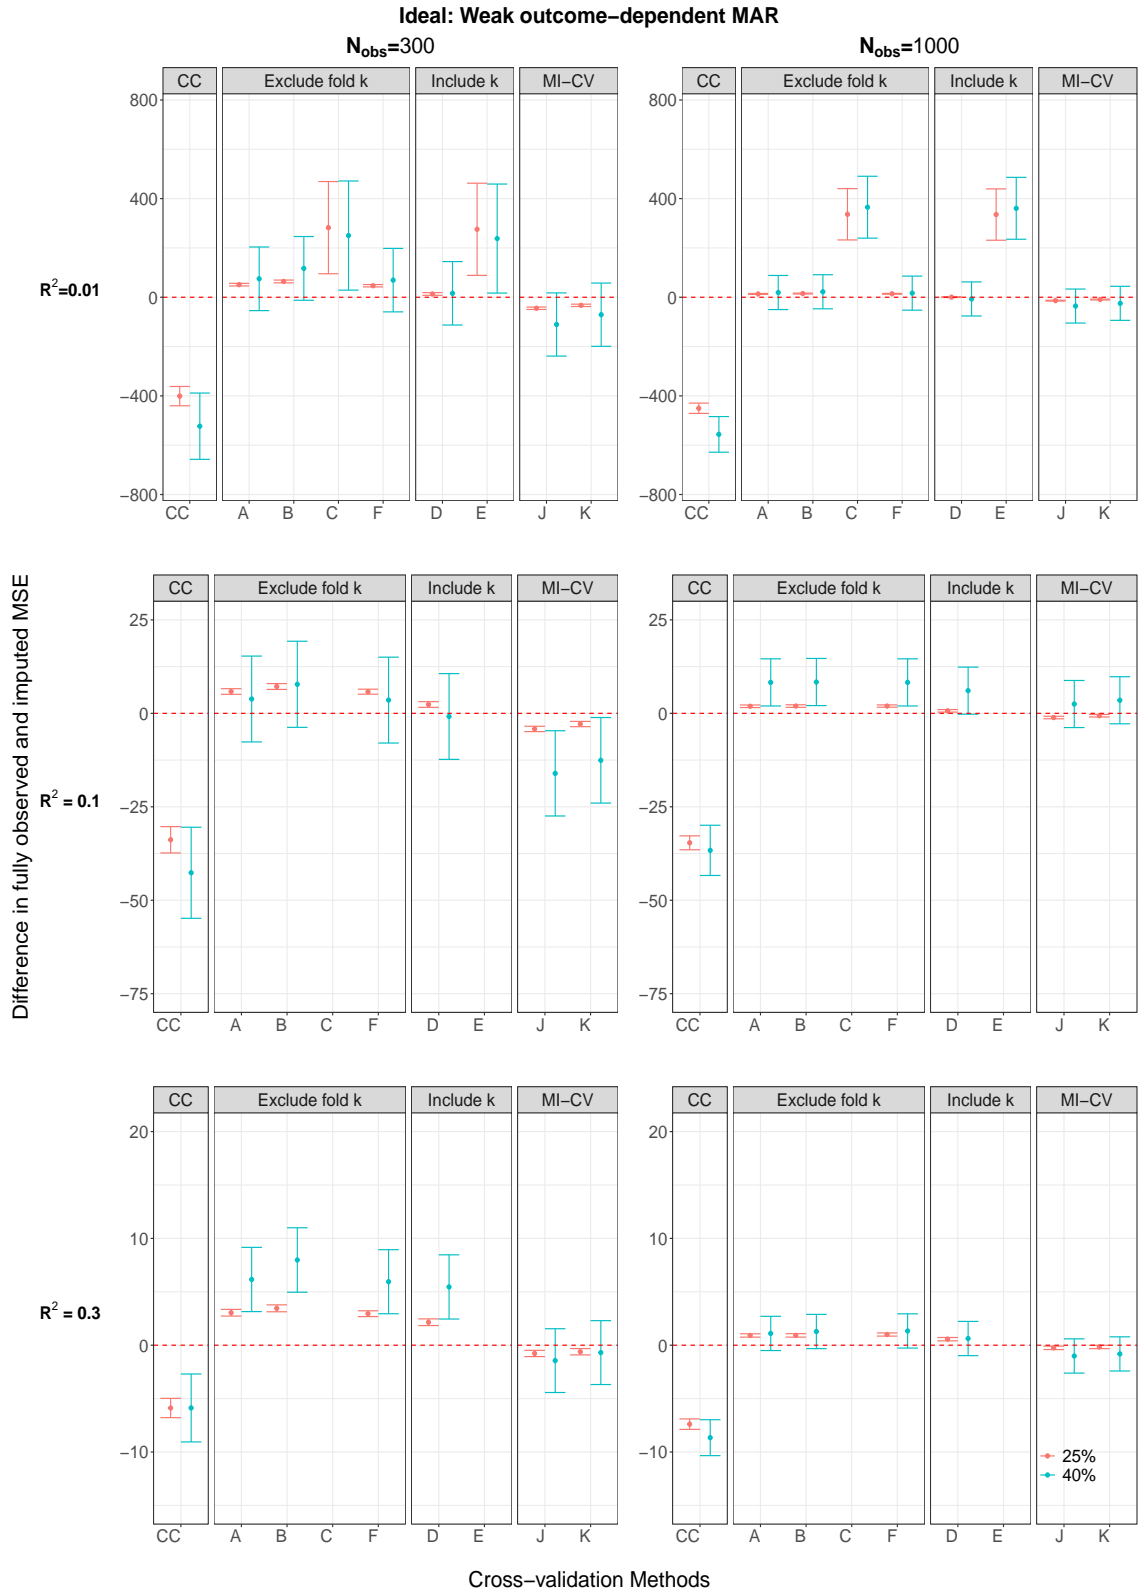 Ideal: Weak outcome−dependent MAR
N_obs=300
N_obs=1000
CC Exclude fold k Include k MI−CV
CC Exclude fold k Include k MI−CV
800
400
0
−400
−800
800
400
0
−400
−800
R²=0.01
CC A B C F D E J K
CC A B C F D E J K
Difference in fully observed and imputed MSE
CC Exclude fold k Include k MI−CV
CC Exclude fold k Include k MI−CV
25
0
−25
−50
−75
25
0
−25
−50
−75
R² = 0.1
CC A B C F D E J K
CC A B C F D E J K
CC Exclude fold k Include k MI−CV
CC Exclude fold k Include k MI−CV
20
10
0
−10
20
10
0
−10
R² = 0.3
25%
40%
CC A B C F D E J K
CC A B C F D E J K
Cross−validation Methods